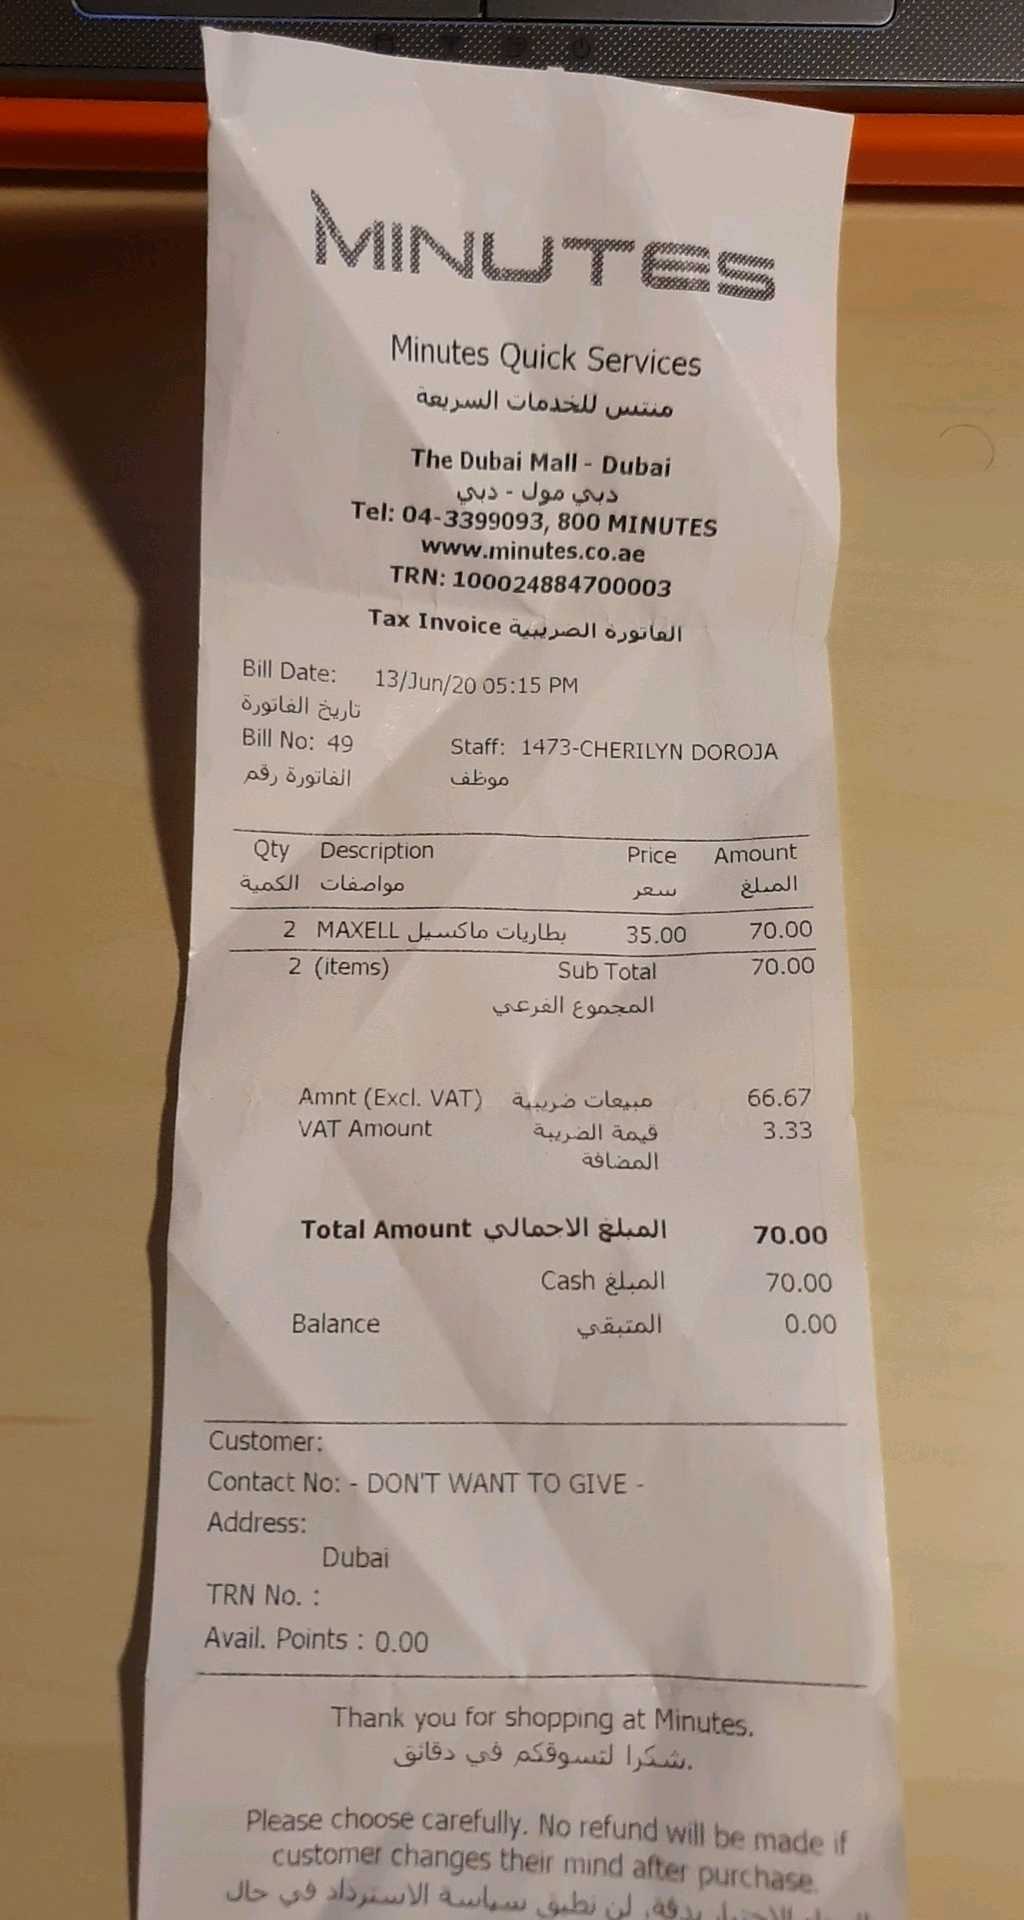 MINUTES
Minutes Quick Services
منتس للخدمات السريعة
The Dubai Mall - Dubai
دبي مول - دبي
Tel: 04-3399093, 800 MINUTES
www.minutes.co.ae
TRN: 100024884700003
Tax Invoice الفاتورة الضريبية
Bill Date: 13/Jun/20 05:15 PM
تاريخ الفاتورة
Bill No: 49 Staff: 1473-CHERILYN DOROJA
الفاتورة رقم موظف
Qty Description Price Amount
الكمية مواصفات سعر المبلغ
2 MAXELL بطاريات ماكسيل 35.00 70.00
2 (items) Sub Total 70.00
المجموع الفرعي
Amnt (Excl. VAT) مبيعات ضريبية 66.67
VAT Amount قيمة الضريبة 3.33
المضافة
Total Amount المبلغ الاجمالي 70.00
Cash المبلغ 70.00
Balance المتبقي 0.00
Customer:
Contact No: - DON'T WANT TO GIVE -
Address:
Dubai
TRN No. :
Avail. Points : 0.00
Thank you for shopping at Minutes.
شكرا لتسوقكم في دقائق.
Please choose carefully. No refund will be made if
customer changes their mind after purchase.
الاختيار بدقة، لن نطبق سياسة الاسترداد في حال